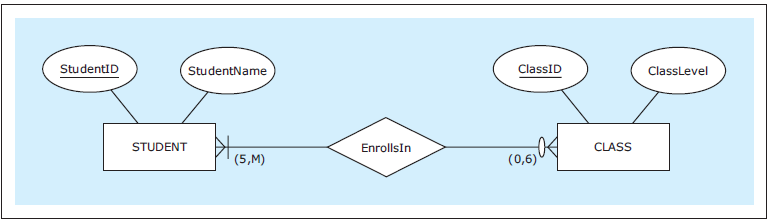 StudentID
StudentName
ClassID
ClassLevel
STUDENT
(5,M)
EnrollsIn
(0,6)
CLASS